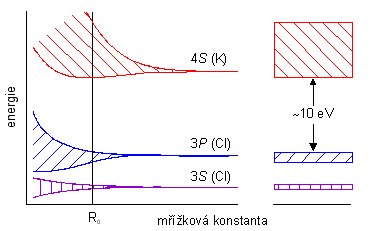 4S (K)
energie
~10 eV
3P (Cl)
3S (Cl)
R₀
mřížková konstanta